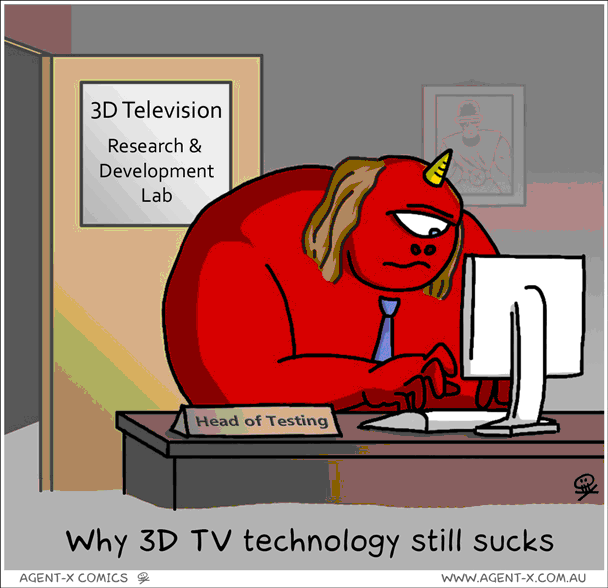 3D Television
Research &
Development
Lab
Head of Testing
Why 3D TV technology still sucks
AGENT-X COMICS
WWW.AGENT-X.COM.AU